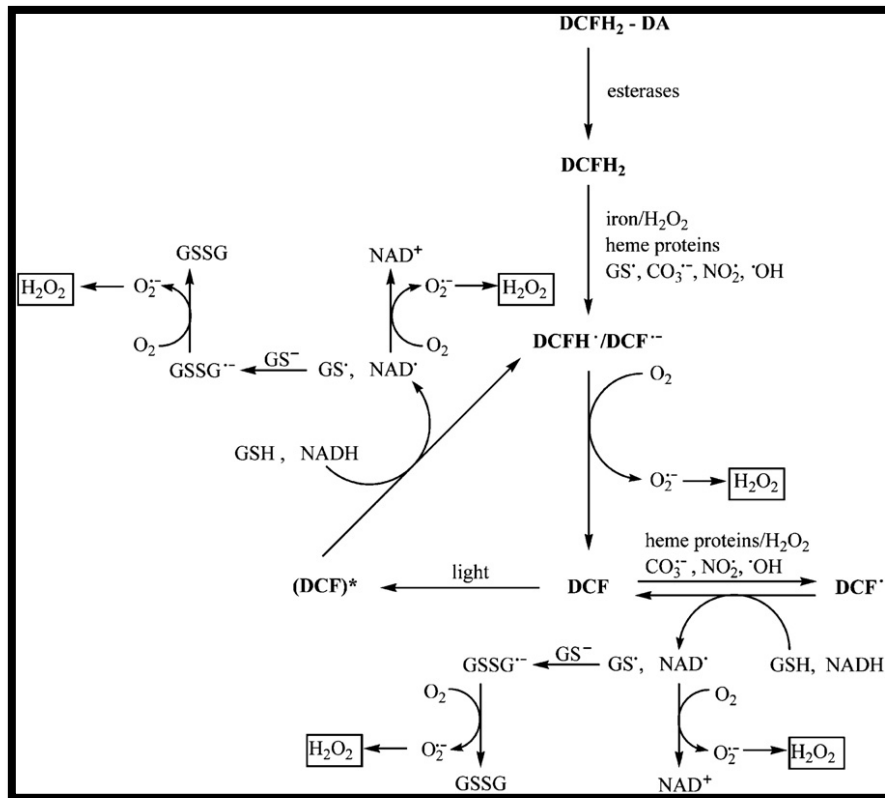 DCFH₂ - DA
esterases
DCFH₂
iron/H₂O₂
heme proteins
GS˙, CO₃˙⁻, NO₂˙, ˙OH
GSSG
NAD⁺
H₂O₂
O₂˙⁻
O₂˙⁻
H₂O₂
O₂
O₂
DCFH˙/DCF˙⁻
GSSG˙⁻
GS⁻
GS˙, NAD˙
O₂
GSH , NADH
O₂˙⁻
H₂O₂
heme proteins/H₂O₂
CO₃˙⁻, NO₂˙, ˙OH
(DCF)*
light
DCF
DCF˙
GSSG˙⁻
GS⁻
GS˙, NAD˙
GSH, NADH
O₂
O₂
H₂O₂
O₂˙⁻
O₂˙⁻
H₂O₂
GSSG
NAD⁺